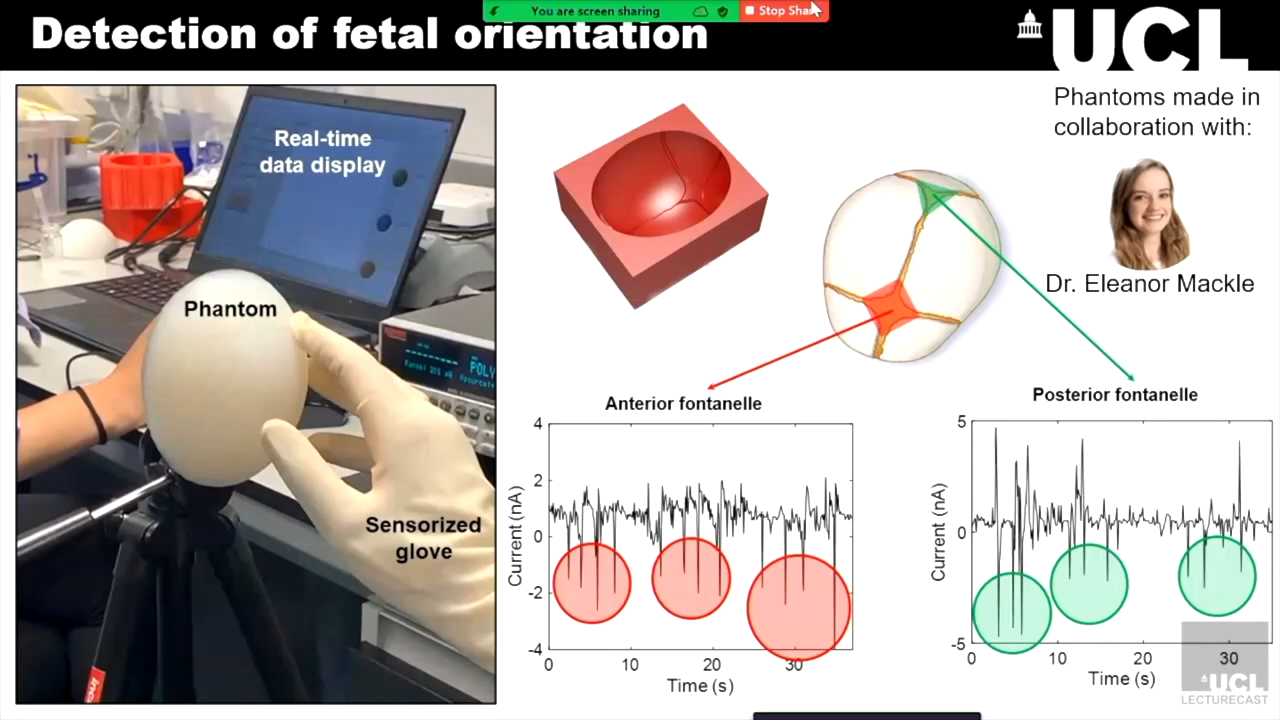 You are screen sharing
Stop Shar
Detection of fetal orientation
UCL
Phantoms made in
collaboration with:
Dr. Eleanor Mackle
Real-time
data display
Phantom
POLY
Sensorized
glove
Anterior fontanelle
4
2
0
-2
-4
Current (nA)
0
10
20
30
Time (s)
Posterior fontanelle
5
0
-5
Current (nA)
0
10
20
30
Time (s)
UCL
LECTURECAST